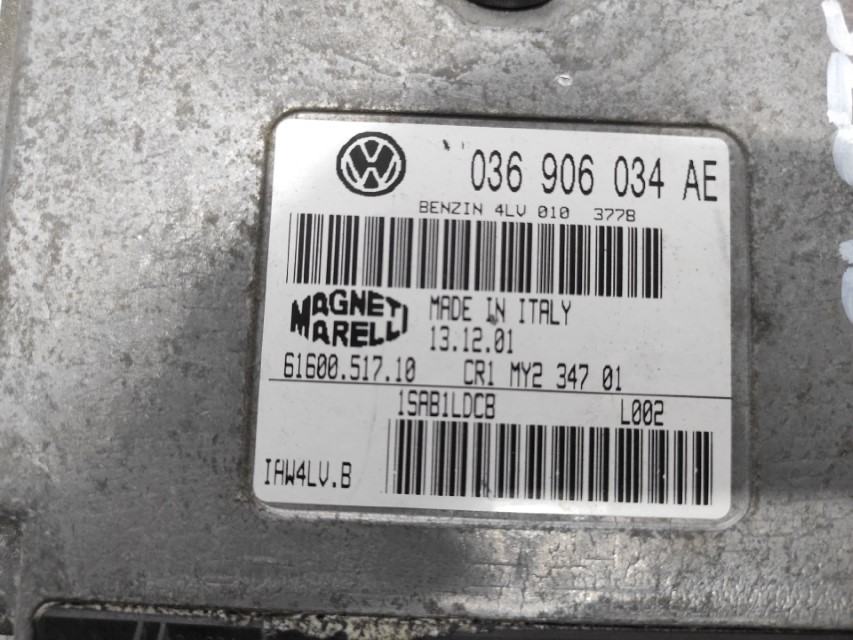 036 906 034 AE
BENZIN 4LV 010 3778
MAGNETI
MARELLI
MADE IN ITALY
13.12.01
61600.517.10 CR1 MY2 347 01
1SAB1LDCB L002
IAW4LV.B